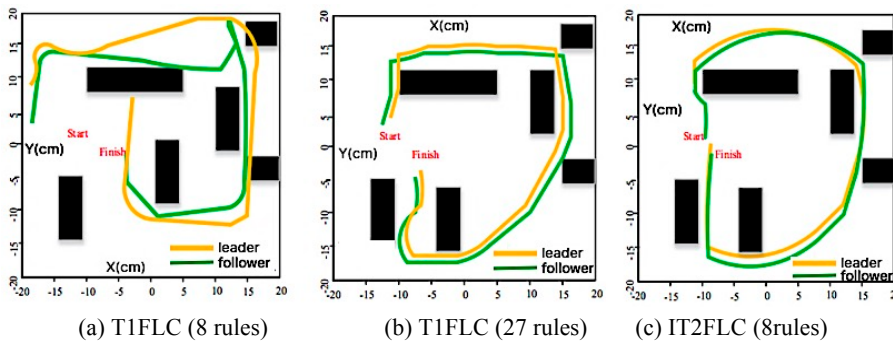 X(cm)
X(cm)
20
15
10
5
0
-5
-10
-15
-20
Start
Finish
Y(cm)
X(cm)
leader
follower
-20 -15 -10 -5 0 5 10 15 20
20
15
10
5
0
-5
-10
-15
-20
Start
Finish
Y(cm)
leader
follower
-20 -15 -10 -5 0 5 10 15 20
20
15
10
5
0
-5
-10
-15
-20
Y(cm)
Start
Finish
leader
follower
-20 -15 -10 -5 0 5 10 15 20
(a) T1FLC (8 rules)
(b) T1FLC (27 rules)
(c) IT2FLC (8rules)